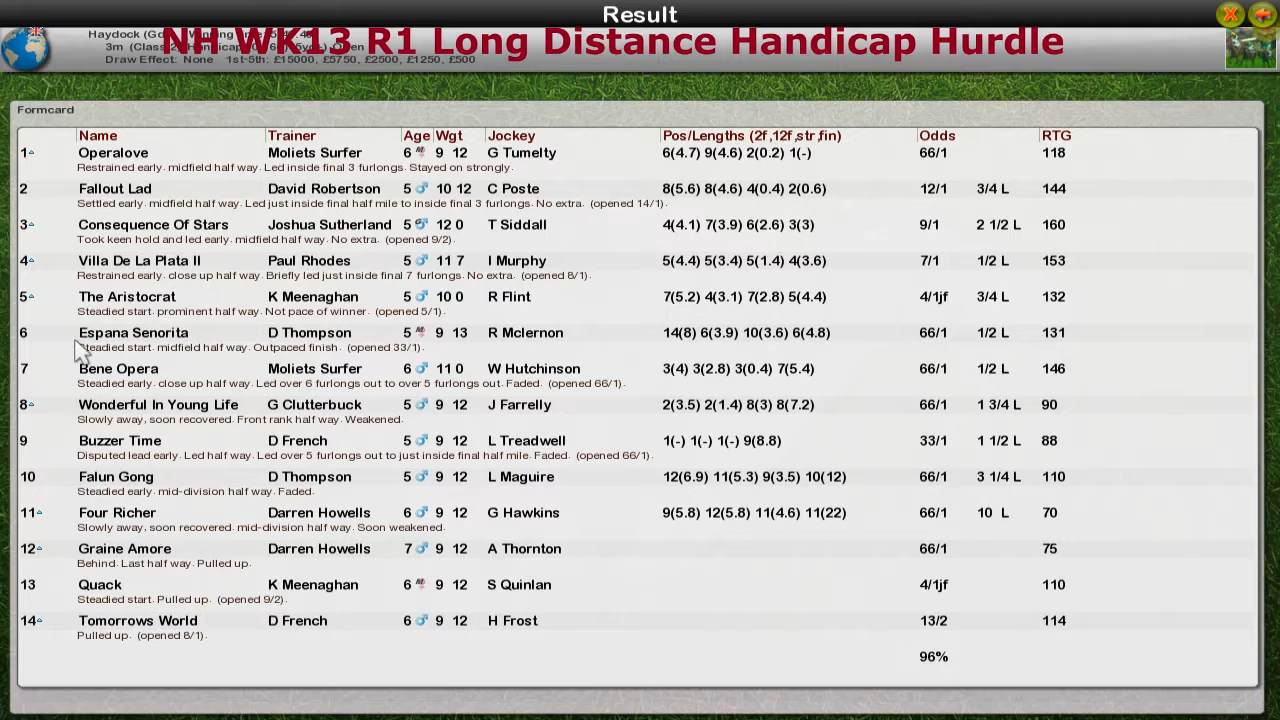 Result
NH WK13 R1 Long Distance Handicap Hurdle
Haydock
3m (Class 2) Handicap Open
Draw Effect: None 1st-5th: £15000, £5750, £2500, £1250, £500
Formcard
Name Trainer Age Wgt Jockey Pos/Lengths (2f,12f,str,fin) Odds RTG
1 Operalove Moliets Surfer 6 9 12 G Tumelty 6(4.7) 9(4.6) 2(0.2) 1(-) 66/1 118
Restrained early. midfield half way. Led inside final 3 furlongs. Stayed on strongly.
2 Fallout Lad David Robertson 5 10 12 C Poste 8(5.6) 8(4.6) 4(0.4) 2(0.6) 12/1 3/4 L 144
Settled early. midfield half way. Led just inside final half mile to inside final 3 furlongs. No extra. (opened 14/1).
3 Consequence Of Stars Joshua Sutherland 5 12 0 T Siddall 4(4.1) 7(3.9) 6(2.6) 3(3) 9/1 2 1/2 L 160
Took keen hold and led early. midfield half way. No extra. (opened 9/2).
4 Villa De La Plata II Paul Rhodes 5 11 7 I Murphy 5(4.4) 5(3.4) 5(1.4) 4(3.6) 7/1 1/2 L 153
Restrained early. close up half way. Briefly led just inside final 7 furlongs. No extra. (opened 8/1).
5 The Aristocrat K Meenaghan 5 10 0 R Flint 7(5.2) 4(3.1) 7(2.8) 5(4.4) 4/1jf 3/4 L 132
Steadied start. prominent half way. Not pace of winner. (opened 5/1).
6 Espana Senorita D Thompson 5 9 13 R Mclernon 14(8) 6(3.9) 10(3.6) 6(4.8) 66/1 1/2 L 131
Steadied start. midfield half way. Outpaced finish. (opened 33/1).
7 Bene Opera Moliets Surfer 6 11 0 W Hutchinson 3(4) 3(2.8) 3(0.4) 7(5.4) 66/1 1/2 L 146
Steadied early. close up half way. Led over 6 furlongs out to over 5 furlongs out. Faded. (opened 66/1).
8 Wonderful In Young Life G Clutterbuck 5 9 12 J Farrelly 2(3.5) 2(1.4) 8(3) 8(7.2) 66/1 1 3/4 L 90
Slowly away, soon recovered. Front rank half way. Weakened.
9 Buzzer Time D French 5 9 12 L Treadwell 1(-) 1(-) 1(-) 9(8.8) 33/1 1 1/2 L 88
Disputed lead early. Led half way. Led over 5 furlongs out to just inside final half mile. Faded. (opened 66/1).
10 Falun Gong D Thompson 5 9 12 L Maguire 12(6.9) 11(5.3) 9(3.5) 10(12) 66/1 3 1/4 L 110
Steadied early. mid-division half way. Faded.
11 Four Richer Darren Howells 6 9 12 G Hawkins 9(5.8) 12(5.8) 11(4.6) 11(22) 66/1 10 L 70
Slowly away, soon recovered. mid-division half way. Soon weakened.
12 Graine Amore Darren Howells 7 9 12 A Thornton 66/1 75
Behind. Last half way. Pulled up.
13 Quack K Meenaghan 6 9 12 S Quinlan 4/1jf 110
Steadied start. Pulled up. (opened 9/2).
14 Tomorrows World D French 6 9 12 H Frost 13/2 114
Pulled up. (opened 8/1).
96%